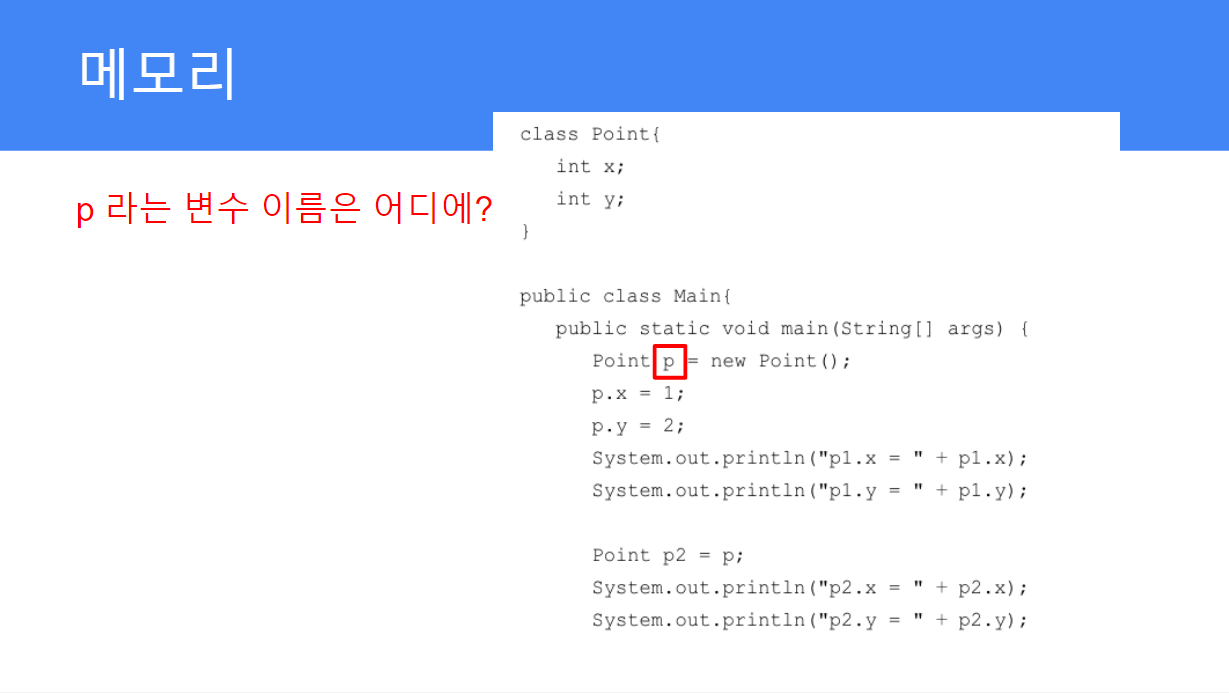 메모리
p 라는 변수 이름은 어디에?
class Point{
int x;
int y;
}
public class Main{
public static void main(String[] args) {
Point p = new Point();
p.x = 1;
p.y = 2;
System.out.println("p1.x = " + p1.x);
System.out.println("p1.y = " + p1.y);
Point p2 = p;
System.out.println("p2.x = " + p2.x);
System.out.println("p2.y = " + p2.y);